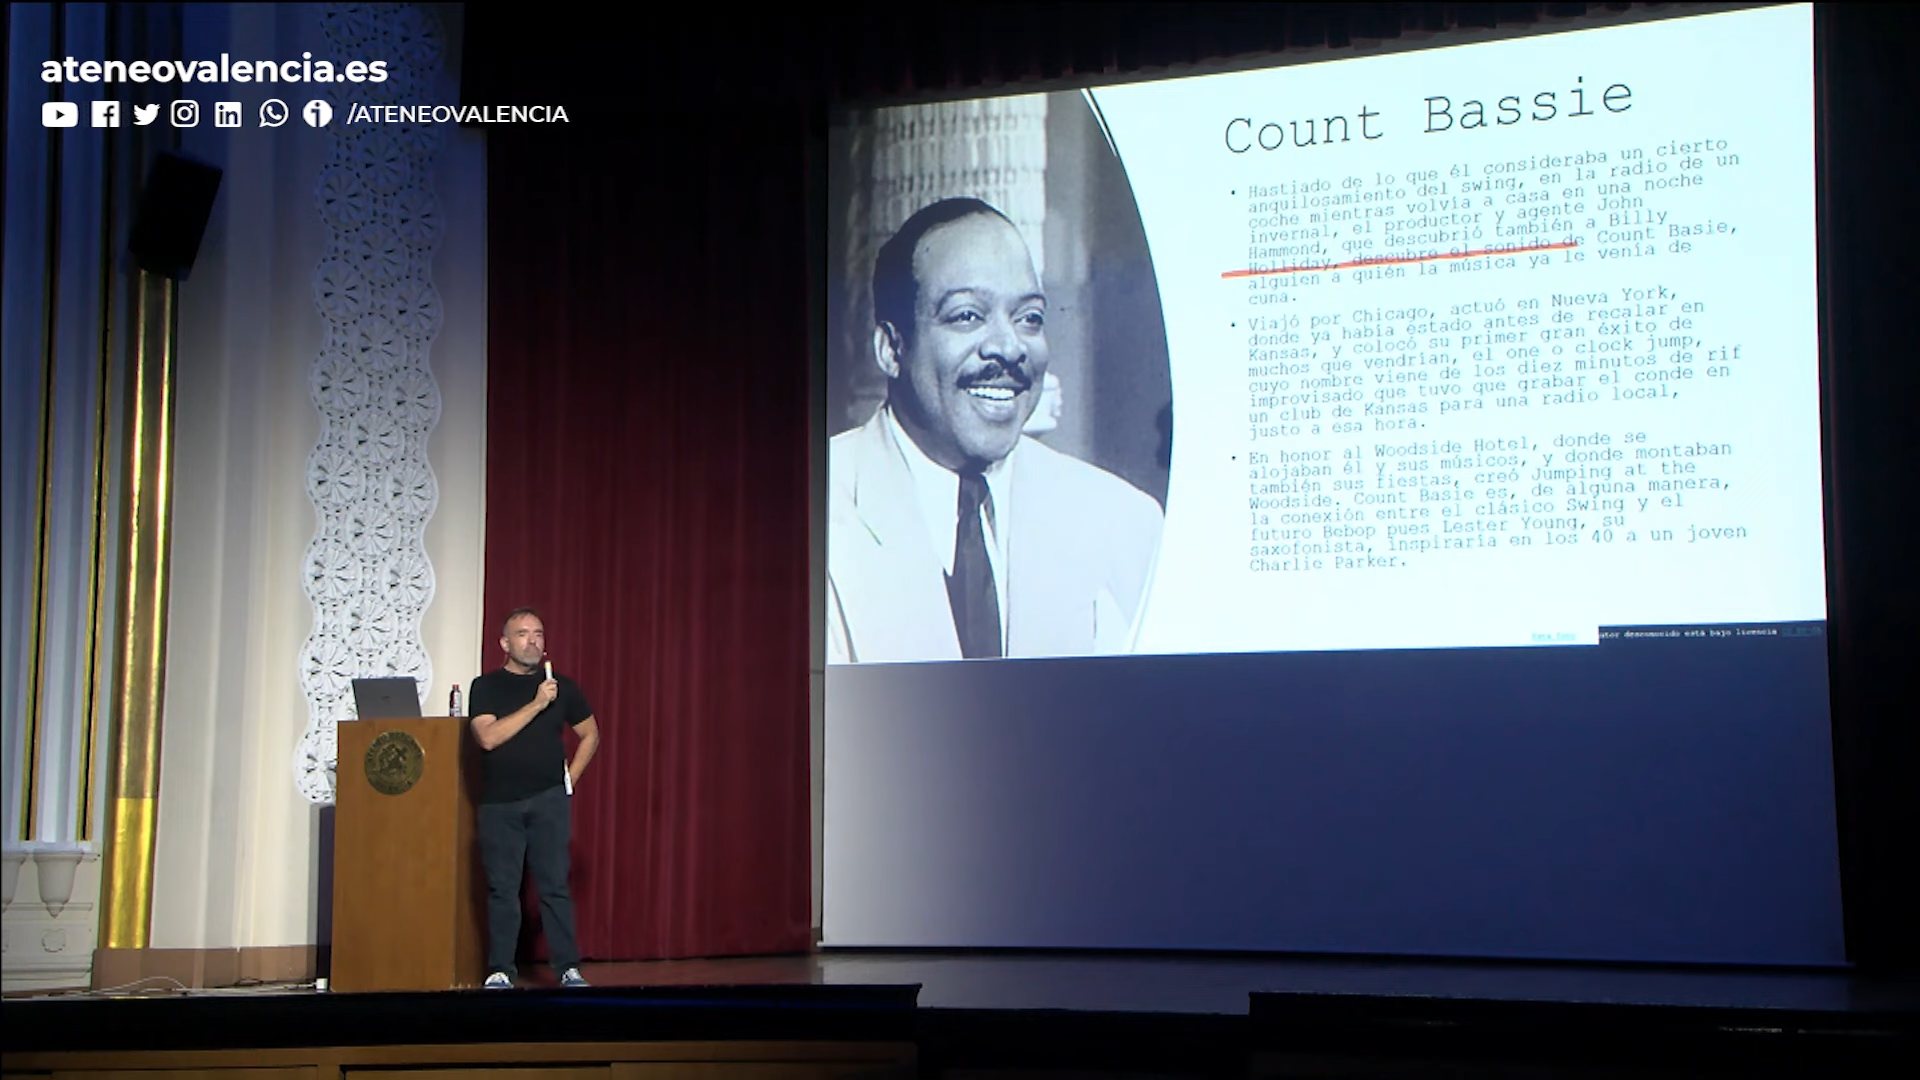 ateneovalencia.es
/ATENEOVALENCIA
Count Bassie
• Hastiado de lo que él consideraba un cierto
anquilosamiento del swing, en la radio de un
coche mientras volvía a casa en una noche
invernal, el productor y agente John
Hammond, que descubrió también a Billy
Holliday, descubre el sonido de Count Basie,
alguien a quién la música ya le venía de
cuna.
• Viajó por Chicago, actuó en Nueva York,
donde ya había estado antes de recalar en
Kansas, y colocó su primer gran éxito de
muchos que vendrían, el one o clock jump,
cuyo nombre viene de los diez minutos de rif
improvisado que tuvo que grabar el conde en
un club de Kansas para una radio local,
justo a esa hora.
• En honor al Woodside Hotel, donde se
alojaban él y sus músicos, y donde montaban
también sus fiestas, creó Jumping at the
Woodside. Count Basie es, de alguna manera,
la conexión entre el clásico Swing y el
futuro Bebop pues Lester Young, su
saxofonista, inspiraría en los 40 a un joven
Charlie Parker.
utor desconocido está bajo licencia